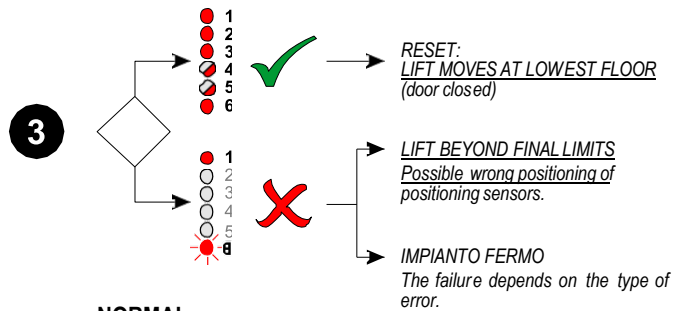 3
1
2
3
4
5
6
RESET:
LIFT MOVES AT LOWEST FLOOR
(door closed)
1
2
3
4
5
LIFT BEYOND FINAL LIMITS
Possible wrong positioning of
positioning sensors.
IMPIANTO FERMO
The failure depends on the type of
error.
NORMAL